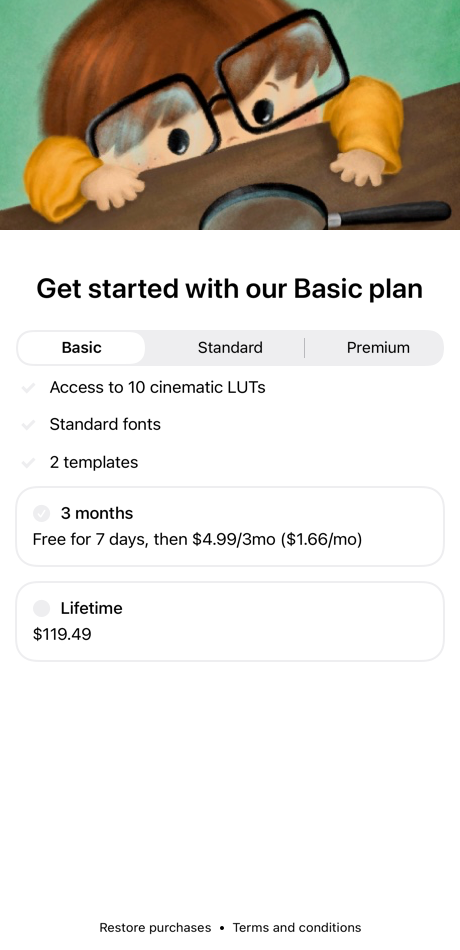 Get started with our Basic plan
Basic
Standard
Premium
Access to 10 cinematic LUTs
Standard fonts
2 templates
3 months
Free for 7 days, then $4.99/3mo ($1.66/mo)
Lifetime
$119.49
Restore purchases • Terms and conditions